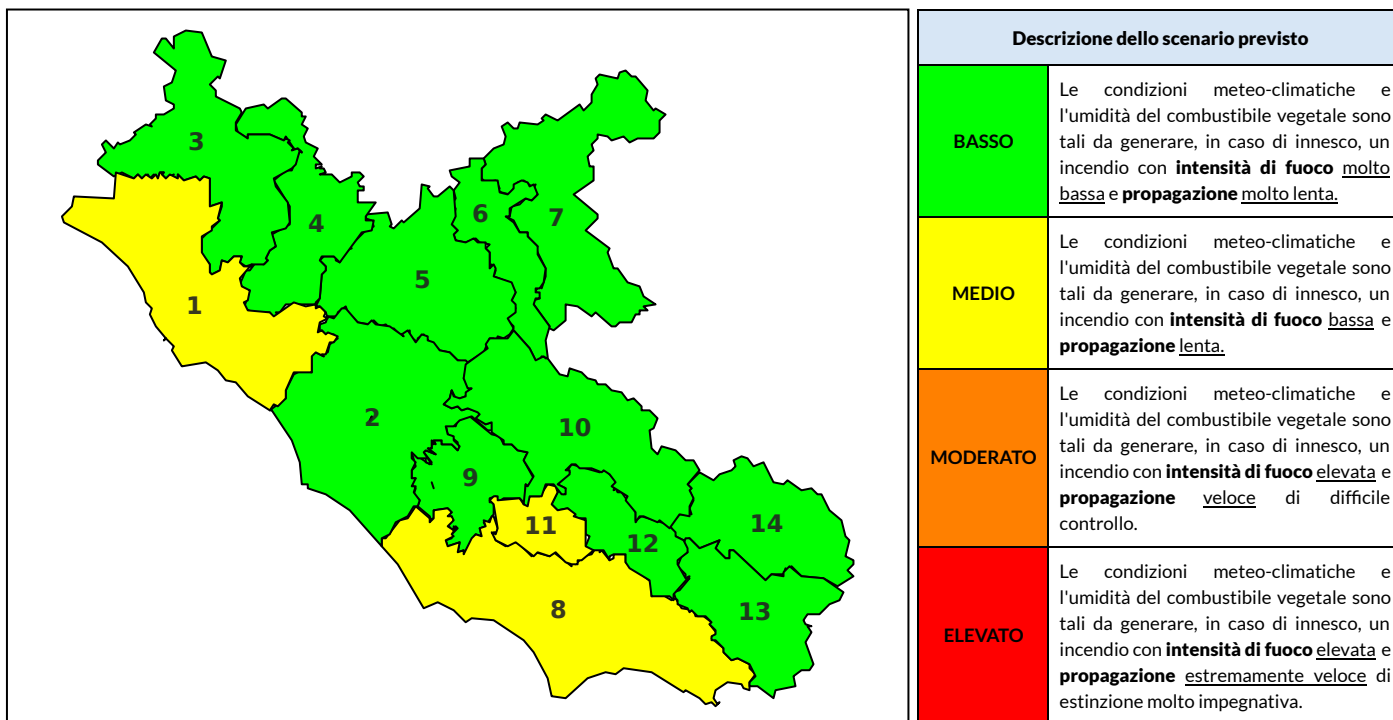 3
4
6
7
5
1
2
10
9
11
14
12
8
13
Descrizione dello scenario previsto
BASSO
Le condizioni meteo-climatiche e
l'umidità del combustibile vegetale sono
tali da generare, in caso di innesco, un
incendio con intensità di fuoco molto
bassa e propagazione molto lenta.
MEDIO
Le condizioni meteo-climatiche e
l'umidità del combustibile vegetale sono
tali da generare, in caso di innesco, un
incendio con intensità di fuoco bassa e
propagazione lenta.
MODERATO
Le condizioni meteo-climatiche e
l'umidità del combustibile vegetale sono
tali da generare, in caso di innesco, un
incendio con intensità di fuoco elevata e
propagazione veloce di difficile
controllo.
ELEVATO
Le condizioni meteo-climatiche e
l'umidità del combustibile vegetale sono
tali da generare, in caso di innesco, un
incendio con intensità di fuoco elevata e
propagazione estremamente veloce di
estinzione molto impegnativa.